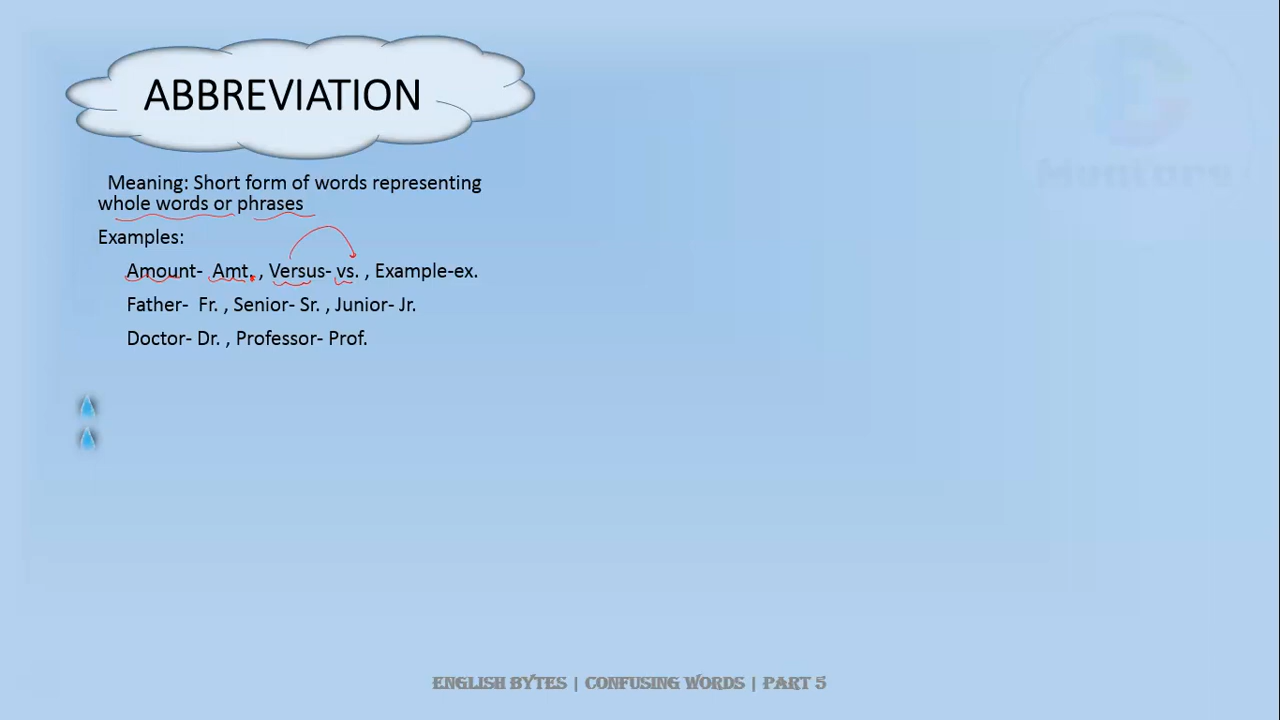 ABBREVIATION
Meaning: Short form of words representing
whole words or phrases
Examples:
Amount- Amt. , Versus- vs. , Example-ex.
Father- Fr. , Senior- Sr. , Junior- Jr.
Doctor- Dr. , Professor- Prof.
Mentors
ENGLISH BYTES | CONFUSING WORDS | PART 5